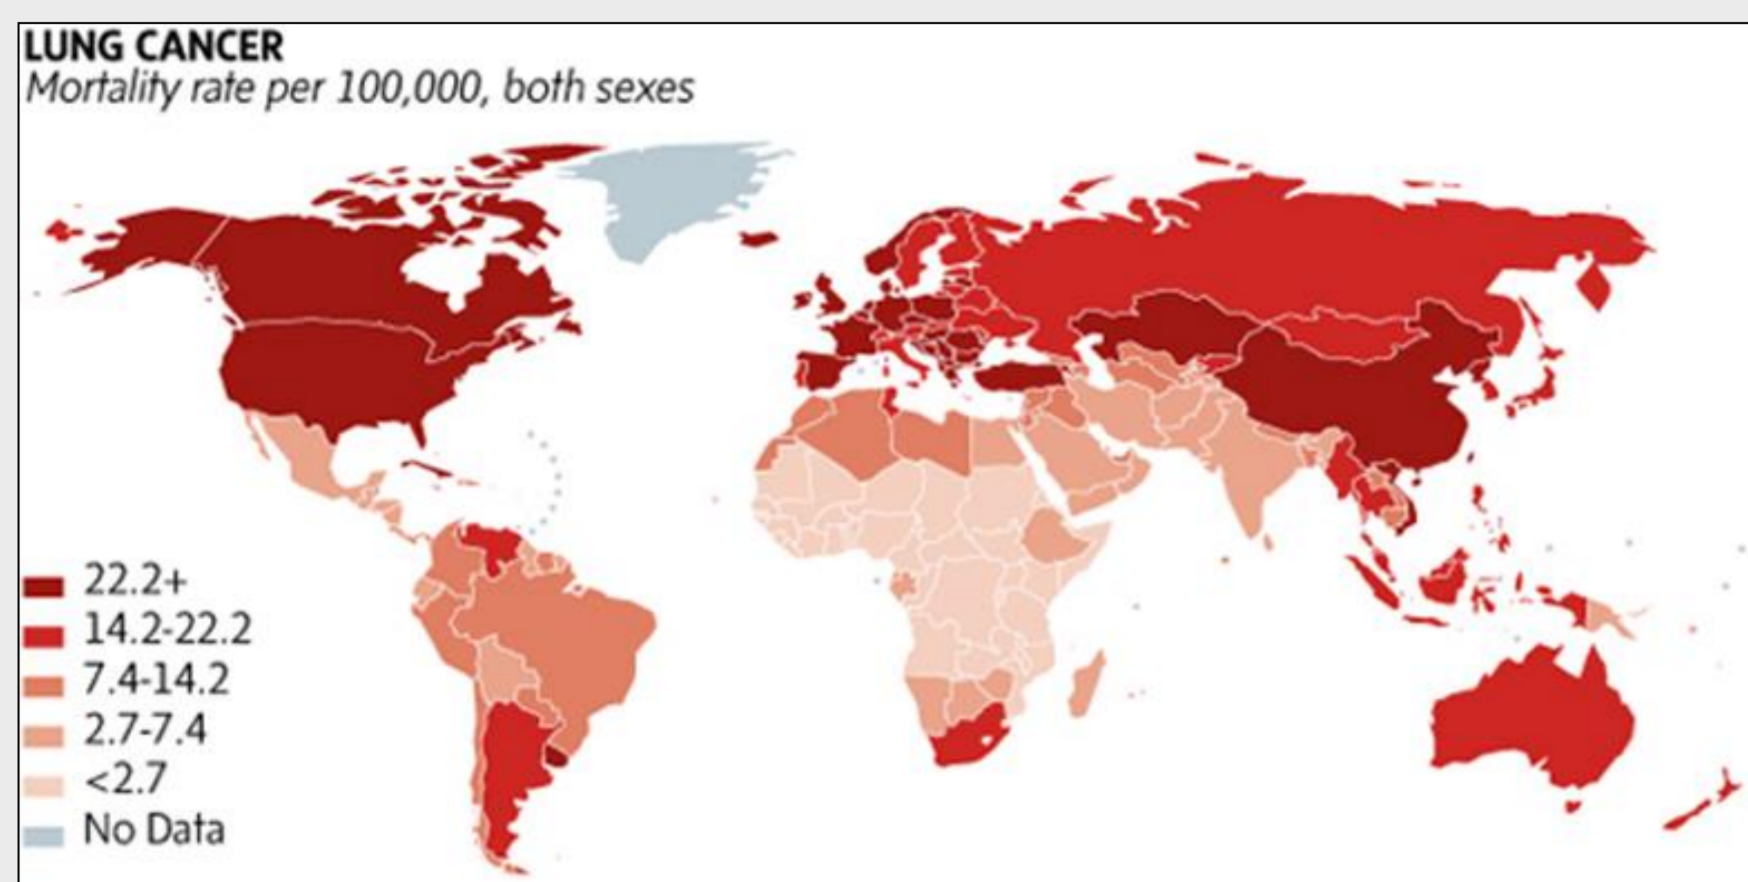 LUNG CANCER
Mortality rate per 100,000, both sexes
22.2+
14.2-22.2
7.4-14.2
2.7-7.4
<2.7
No Data